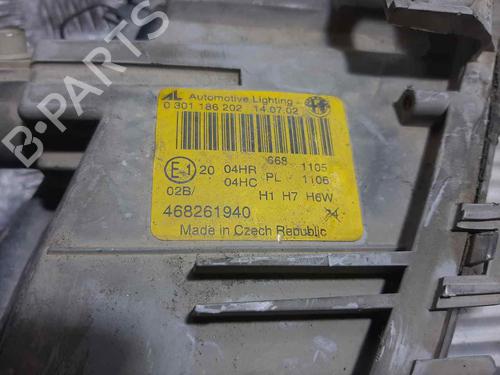 AL Automotive Lighting
0 301 186 202 14.07.02
E1 20 04HR 668 1105
04HC PL 1106
02B/ H1 H7 H6W
468261940 74
Made in Czech Republic
B-PARTS